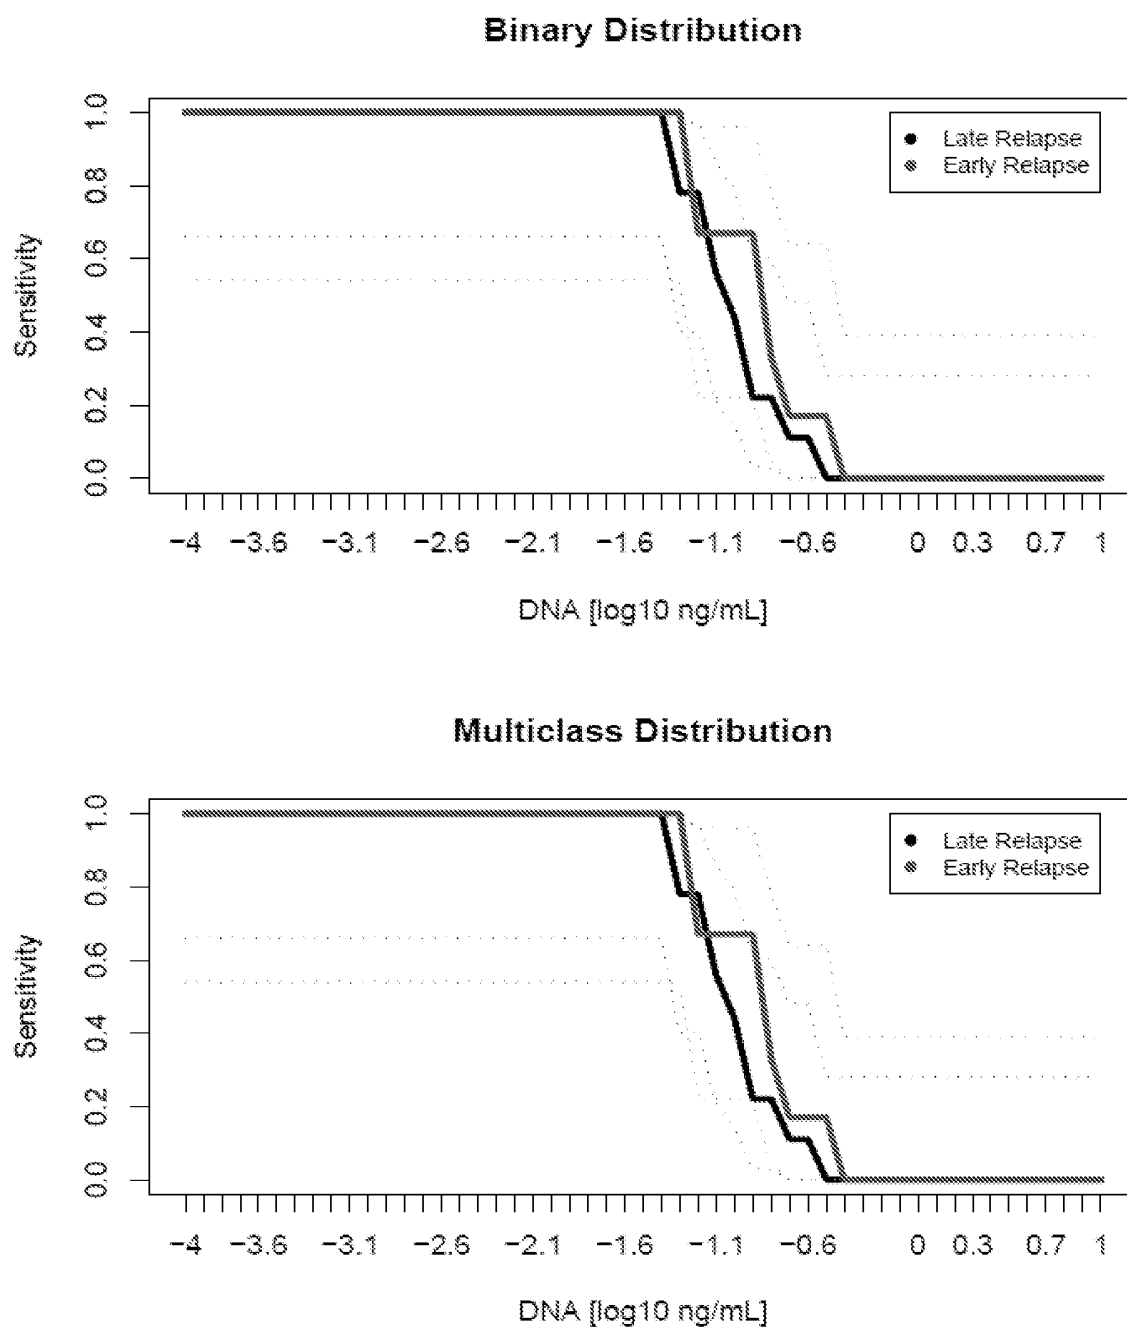 Binary Distribution
1.0
0.8
0.6
0.4
0.2
0.0
Sensitivity
Late Relapse
Early Relapse
−4 −3.6 −3.1 −2.6 −2.1 −1.6 −1.1 −0.6 0 0.3 0.7 1
DNA [log10 ng/mL]
Multiclass Distribution
1.0
0.8
0.6
0.4
0.2
0.0
Sensitivity
Late Relapse
Early Relapse
−4 −3.6 −3.1 −2.6 −2.1 −1.6 −1.1 −0.6 0 0.3 0.7 1
DNA [log10 ng/mL]